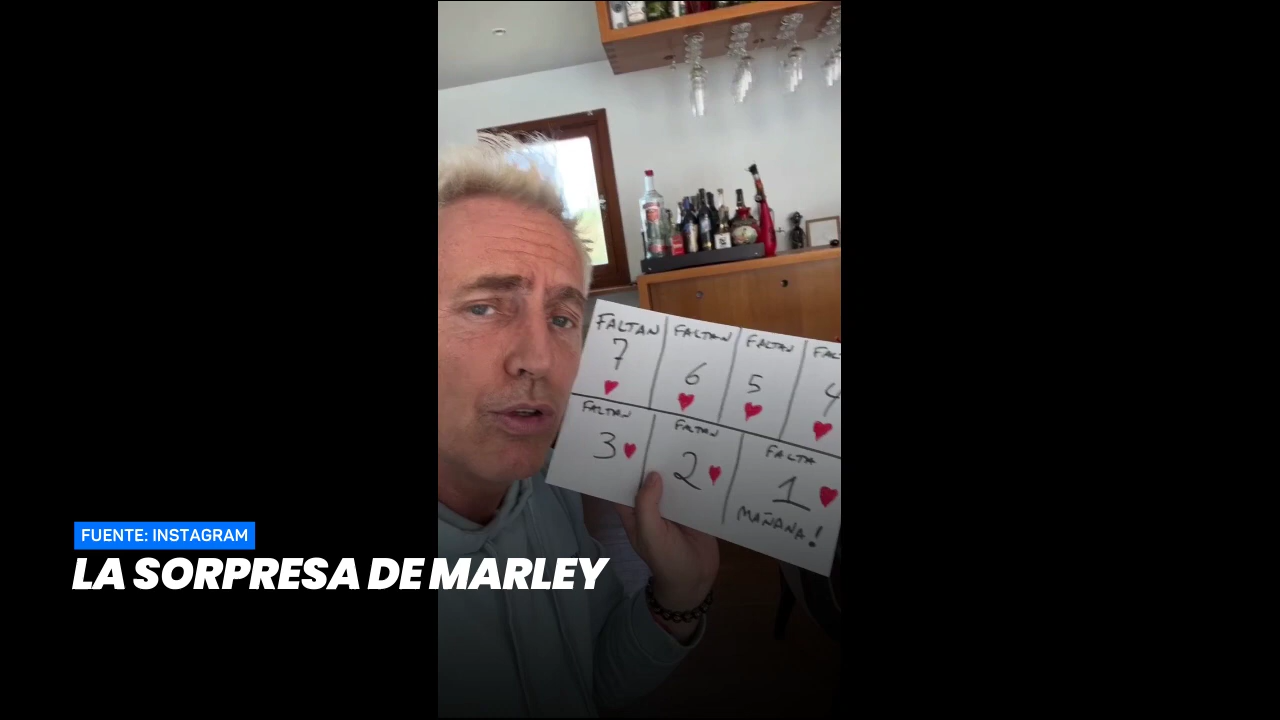 FALTAN
7
FALTAN
6
FALTAN
5
FAL
4
FALTAN
3
FALTAN
2
FALTA
1
MAÑANA!
FUENTE: INSTAGRAM
LA SORPRESA DE MARLEY